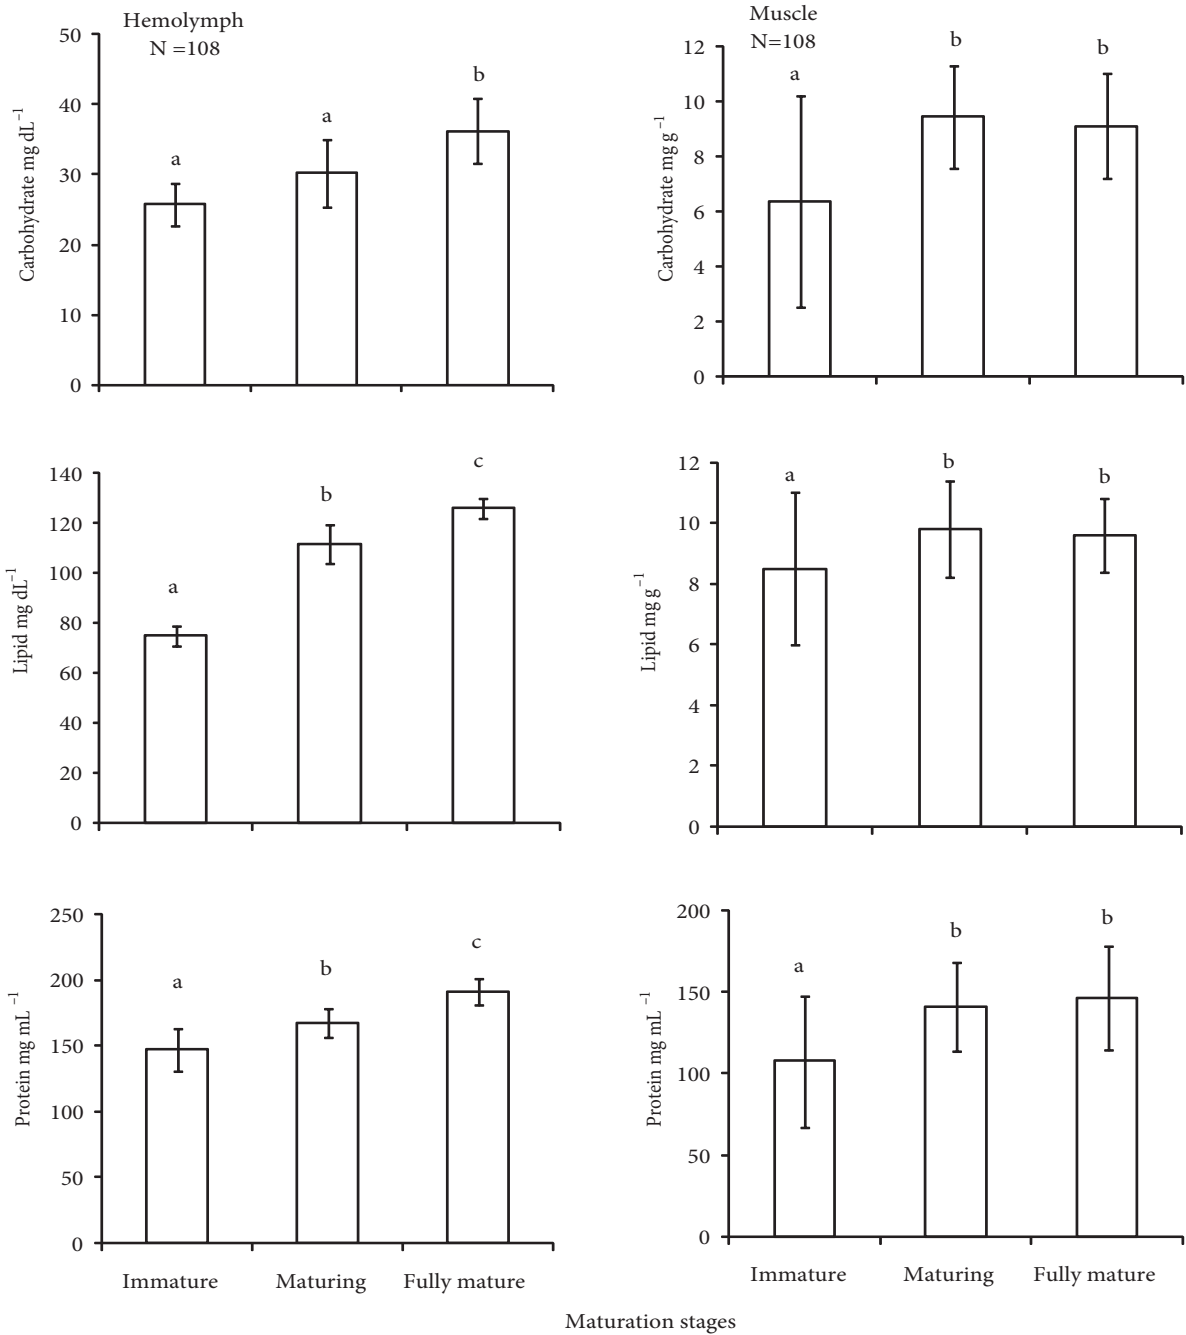 Hemolymph
N =108
50
40
30
20
10
0
Carbohydrate mg dL⁻¹
a
a
b
Muscle
N=108
12
10
8
6
4
2
0
Carbohydrate mg g⁻¹
a
b
b
140
120
100
80
60
40
20
0
Lipid mg dL⁻¹
a
b
c
12
10
8
6
4
2
0
Lipid mg g⁻¹
a
b
b
250
200
150
100
50
0
Protein mg mL⁻¹
a
b
c
Immature Maturing Fully mature
200
150
100
50
0
Protein mg mL⁻¹
a
b
b
Immature Maturing Fully mature
Maturation stages